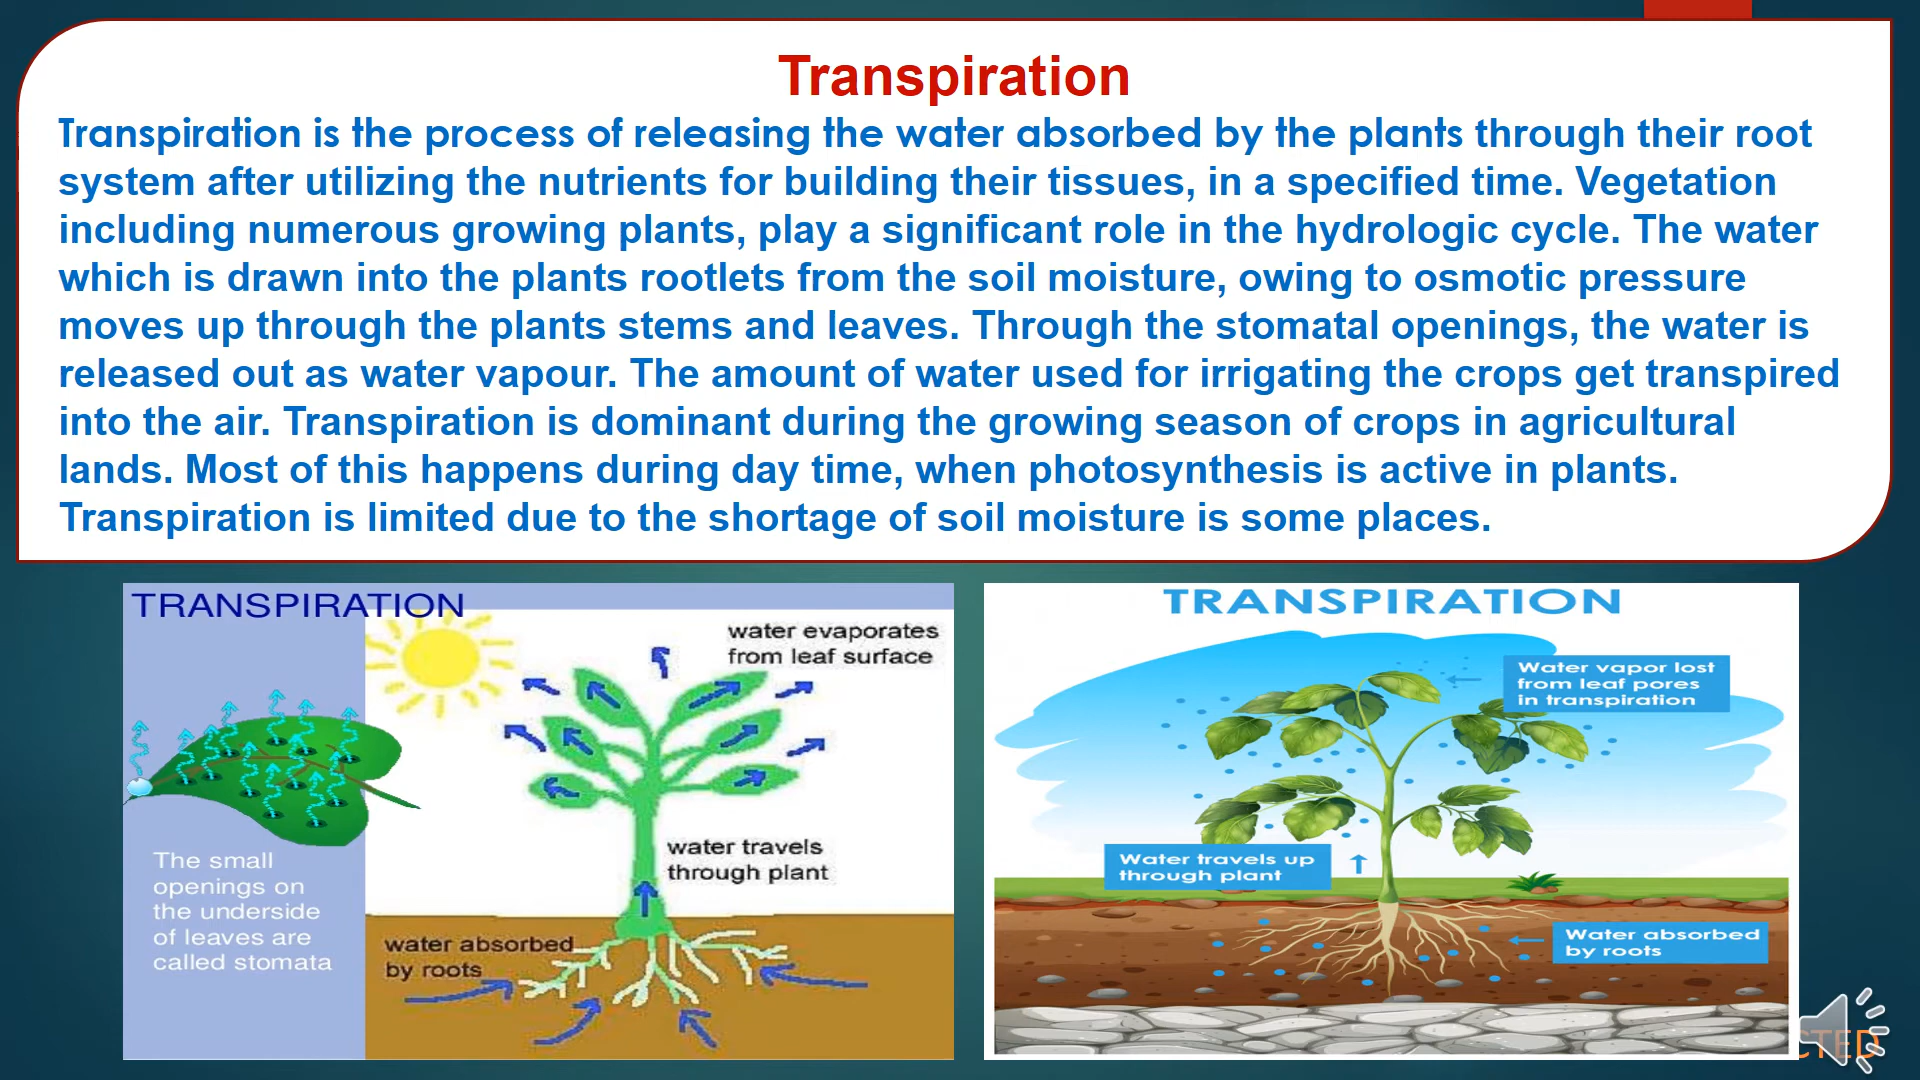 Transpiration
Transpiration is the process of releasing the water absorbed by the plants through their root
system after utilizing the nutrients for building their tissues, in a specified time. Vegetation
including numerous growing plants, play a significant role in the hydrologic cycle. The water
which is drawn into the plants rootlets from the soil moisture, owing to osmotic pressure
moves up through the plants stems and leaves. Through the stomatal openings, the water is
released out as water vapour. The amount of water used for irrigating the crops get transpired
into the air. Transpiration is dominant during the growing season of crops in agricultural
lands. Most of this happens during day time, when photosynthesis is active in plants.
Transpiration is limited due to the shortage of soil moisture is some places.
TRANSPIRATION
water evaporates
from leaf surface
water travels
through plant
The small
openings on
the underside
of leaves are
called stomata
water absorbed
by roots
TRANSPIRATION
Water vapor lost
from leaf pores
in transpiration
Water travels up
through plant
Water absorbed
by roots